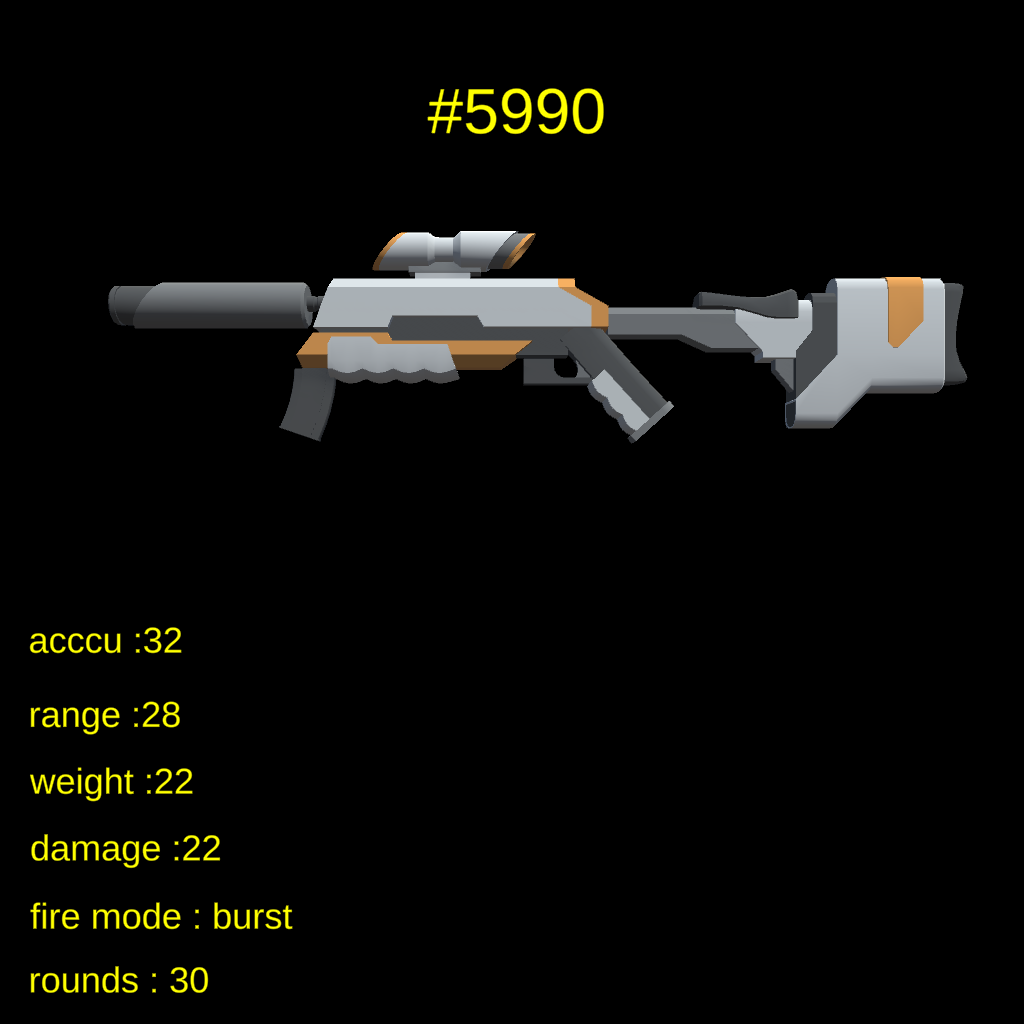 #5990
acccu :32
range :28
weight :22
damage :22
fire mode : burst
rounds : 30